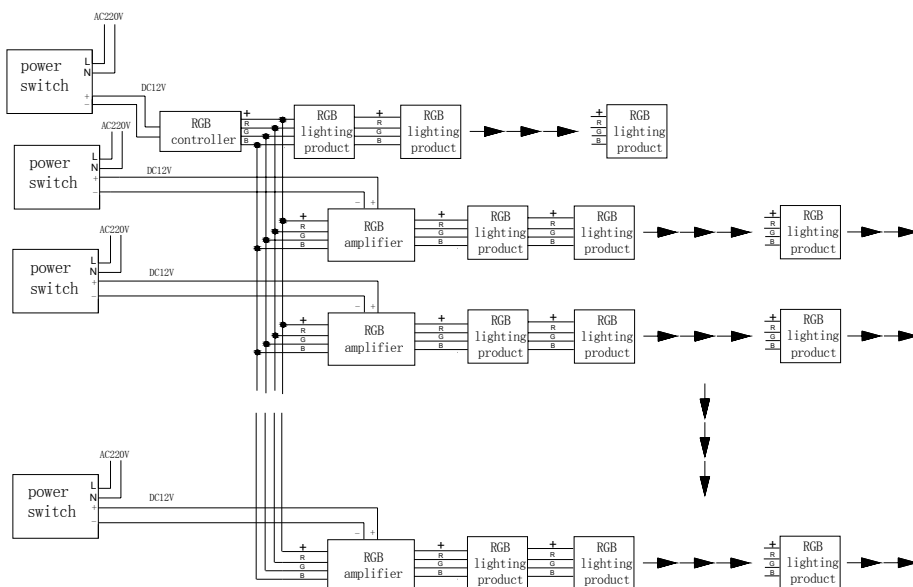 AC220V
power
switch
L
N
+
−
DC12V
RGB
controller
+
R
G
B
RGB
lighting
product
+
R
G
B
RGB
lighting
product
+
R
G
B
RGB
lighting
product
AC220V
power
switch
L
N
+
−
DC12V
− +
+
R
G
B
RGB
amplifier
+
R
G
B
RGB
lighting
product
+
R
G
B
RGB
lighting
product
+
R
G
B
RGB
lighting
product
AC220V
power
switch
L
N
+
−
DC12V
− +
+
R
G
B
RGB
amplifier
+
R
G
B
RGB
lighting
product
+
R
G
B
RGB
lighting
product
+
R
G
B
RGB
lighting
product
AC220V
power
switch
L
N
+
−
DC12V
− +
+
R
G
B
RGB
amplifier
+
R
G
B
RGB
lighting
product
+
R
G
B
RGB
lighting
product
+
R
G
B
RGB
lighting
product